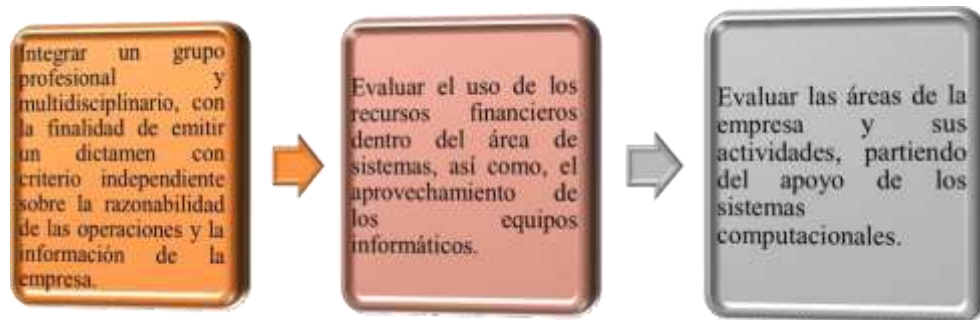 Integrar un grupo
profesional y
multidisciplinario, con
la finalidad de emitir
un dictamen con
criterio independiente
sobre la razonabilidad
de las operaciones y la
información de la
empresa.
Evaluar el uso de los
recursos financieros
dentro del área de
sistemas, así como, el
aprovechamiento de
los equipos
informáticos.
Evaluar las áreas de la
empresa y sus
actividades, partiendo
del apoyo de los
sistemas
computacionales.